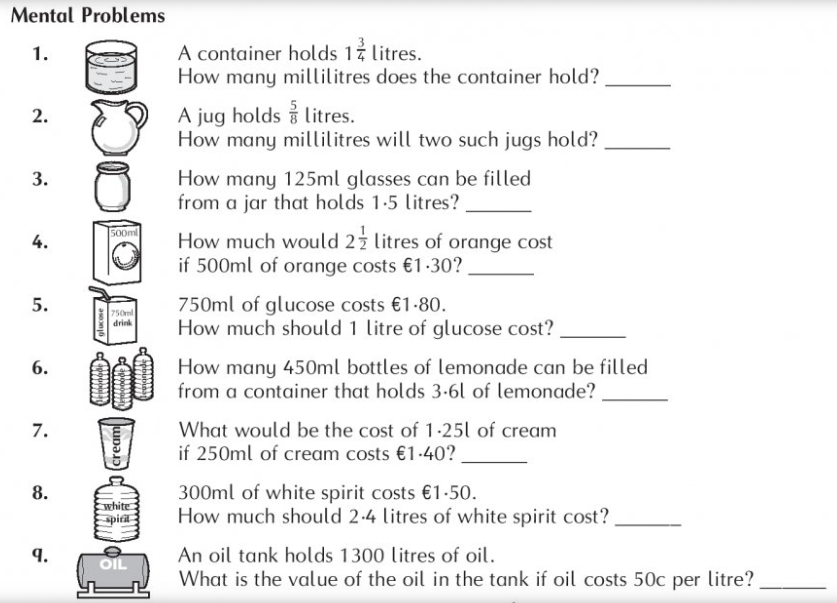 Mental Problems
1. A container holds 1 3/4 litres.
How many millilitres does the container hold? ______
2. A jug holds 5/8 litres.
How many millilitres will two such jugs hold? ______
3. How many 125ml glasses can be filled
from a jar that holds 1·5 litres? ______
500ml
4. How much would 2 1/2 litres of orange cost
if 500ml of orange costs €1·30? ______
glucose
750ml
drink
5. 750ml of glucose costs €1·80.
How much should 1 litre of glucose cost? ______
lemonade
lemonade
lemonade
6. How many 450ml bottles of lemonade can be filled
from a container that holds 3·6l of lemonade? ______
cream
7. What would be the cost of 1·25l of cream
if 250ml of cream costs €1·40? ______
white
spirit
8. 300ml of white spirit costs €1·50.
How much should 2·4 litres of white spirit cost? ______
OIL
9. An oil tank holds 1300 litres of oil.
What is the value of the oil in the tank if oil costs 50c per litre? ______